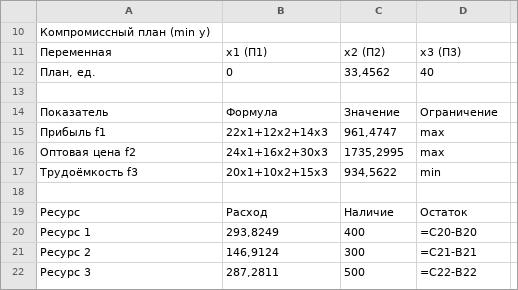 A B C D
10 Компромиссный план (min y)
11 Переменная x1 (П1) x2 (П2) x3 (П3)
12 План, ед. 0 33,4562 40
13
14 Показатель Формула Значение Ограничение
15 Прибыль f1 22x1+12x2+14x3 961,4747 max
16 Оптовая цена f2 24x1+16x2+30x3 1735,2995 max
17 Трудоёмкость f3 20x1+10x2+15x3 934,5622 min
18
19 Ресурс Расход Наличие Остаток
20 Ресурс 1 293,8249 400 =C20-B20
21 Ресурс 2 146,9124 300 =C21-B21
22 Ресурс 3 287,2811 500 =C22-B22